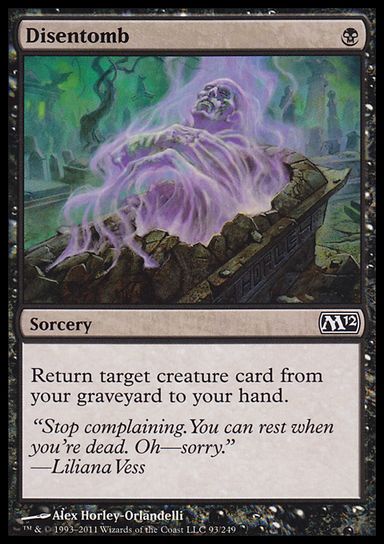 Disentomb
HORLEY
Sorcery
M12
Return target creature card from
your graveyard to your hand.
"Stop complaining. You can rest when
you're dead. Oh—sorry."
—Liliana Vess
Alex Horley-Orlandelli
™ & © 1993–2011 Wizards of the Coast LLC 93/249